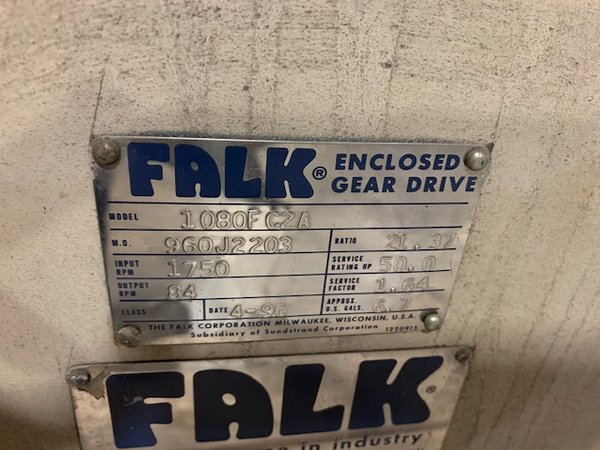 FALK® ENCLOSED GEAR DRIVE
MODEL 1080FC2A
M.O. 960J2203 RATIO 21.37
INPUT RPM 1750 SERVICE RATING HP 50.0
OUTPUT RPM 84 SERVICE FACTOR 1.64
CLASS DATE 4-96 APPROX. U.S. GALS. 6.7
THE FALK CORPORATION MILWAUKEE, WISCONSIN, U.S.A.
Subsidiary of Sundstrand Corporation 1220915
FALK®
in industry